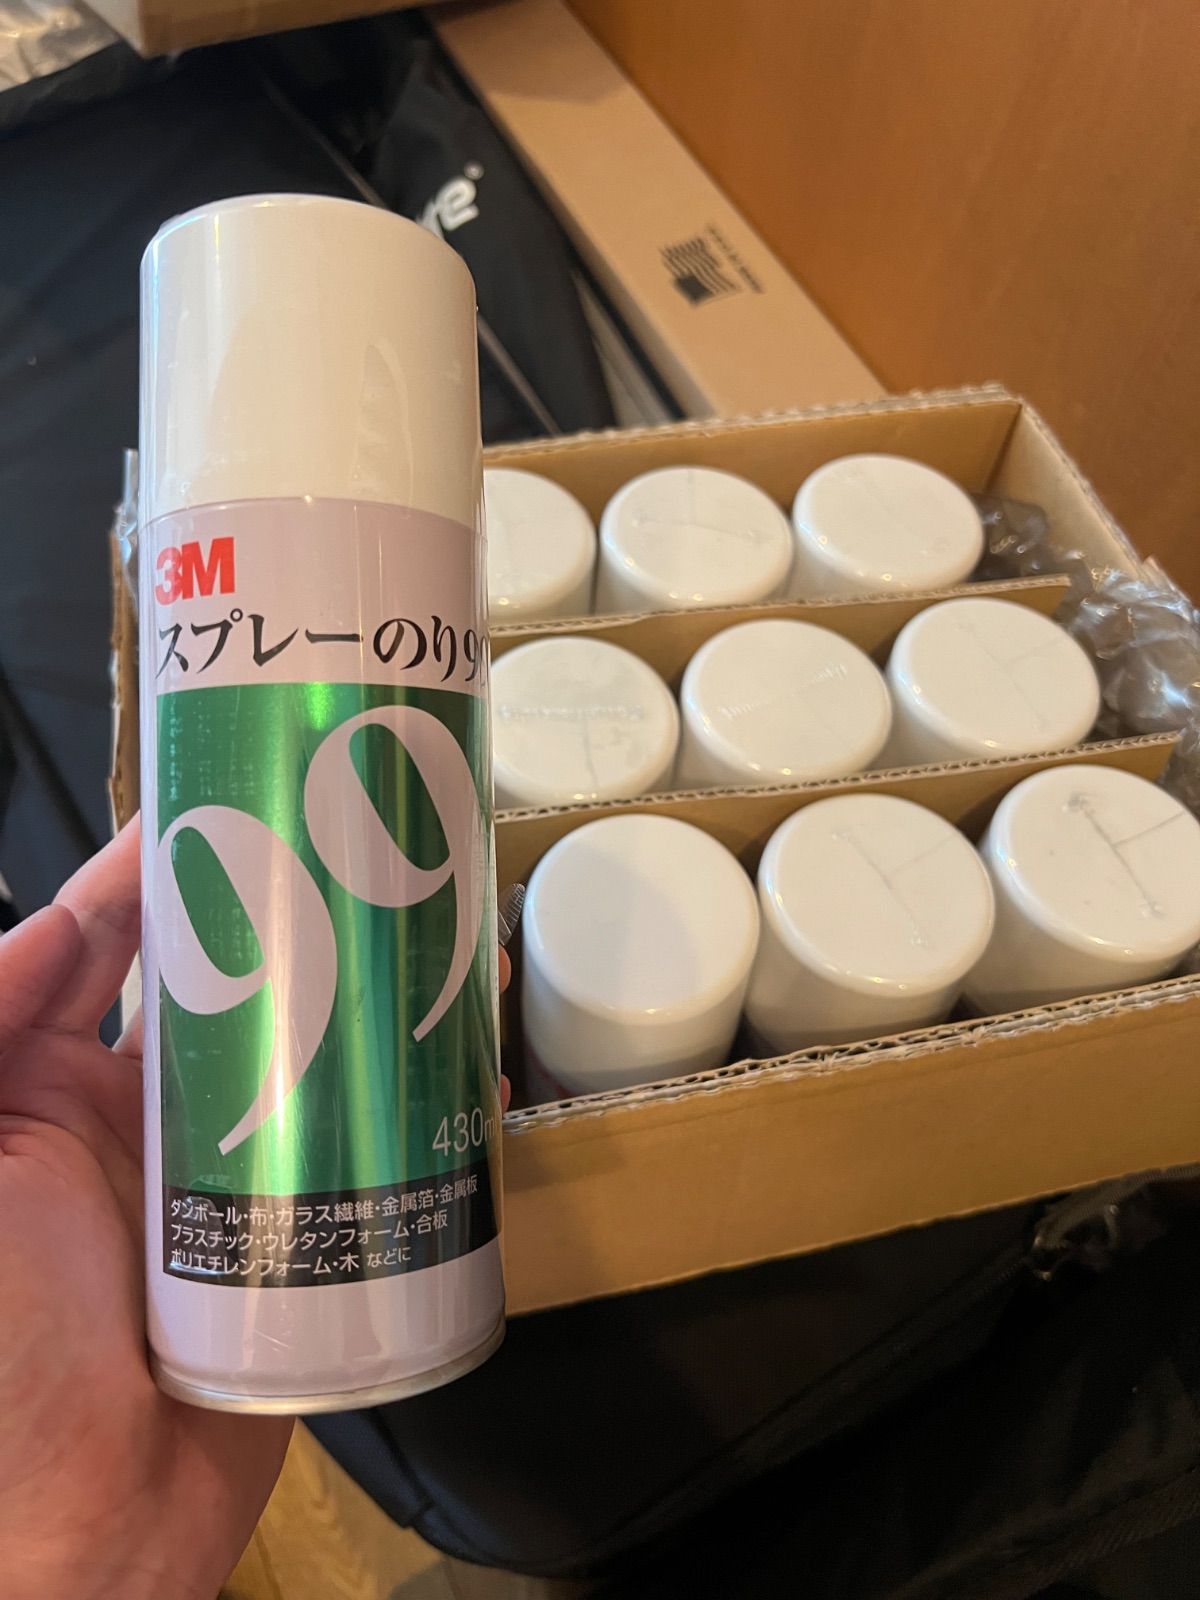 3M
スプレーのり99
99
430m
ダンボール・布・ガラス繊維・金属箔・金属板
プラスチック・ウレタンフォーム・合板
ポリエチレンフォーム・木 などに